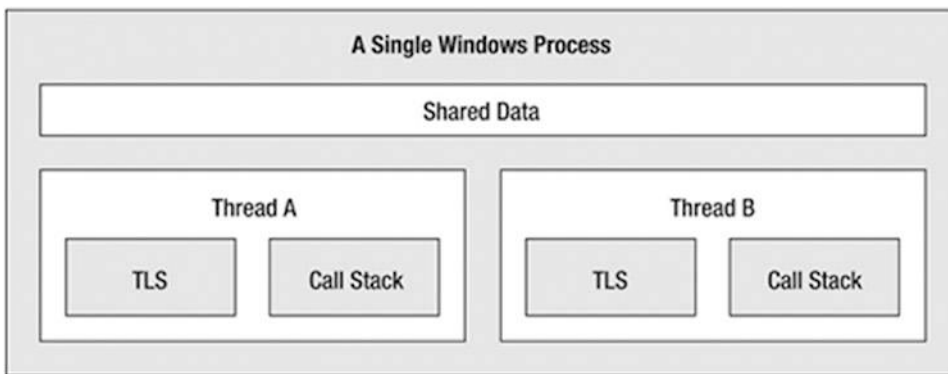 A Single Windows Process
Shared Data
Thread A
Thread B
TLS
Call Stack
TLS
Call Stack